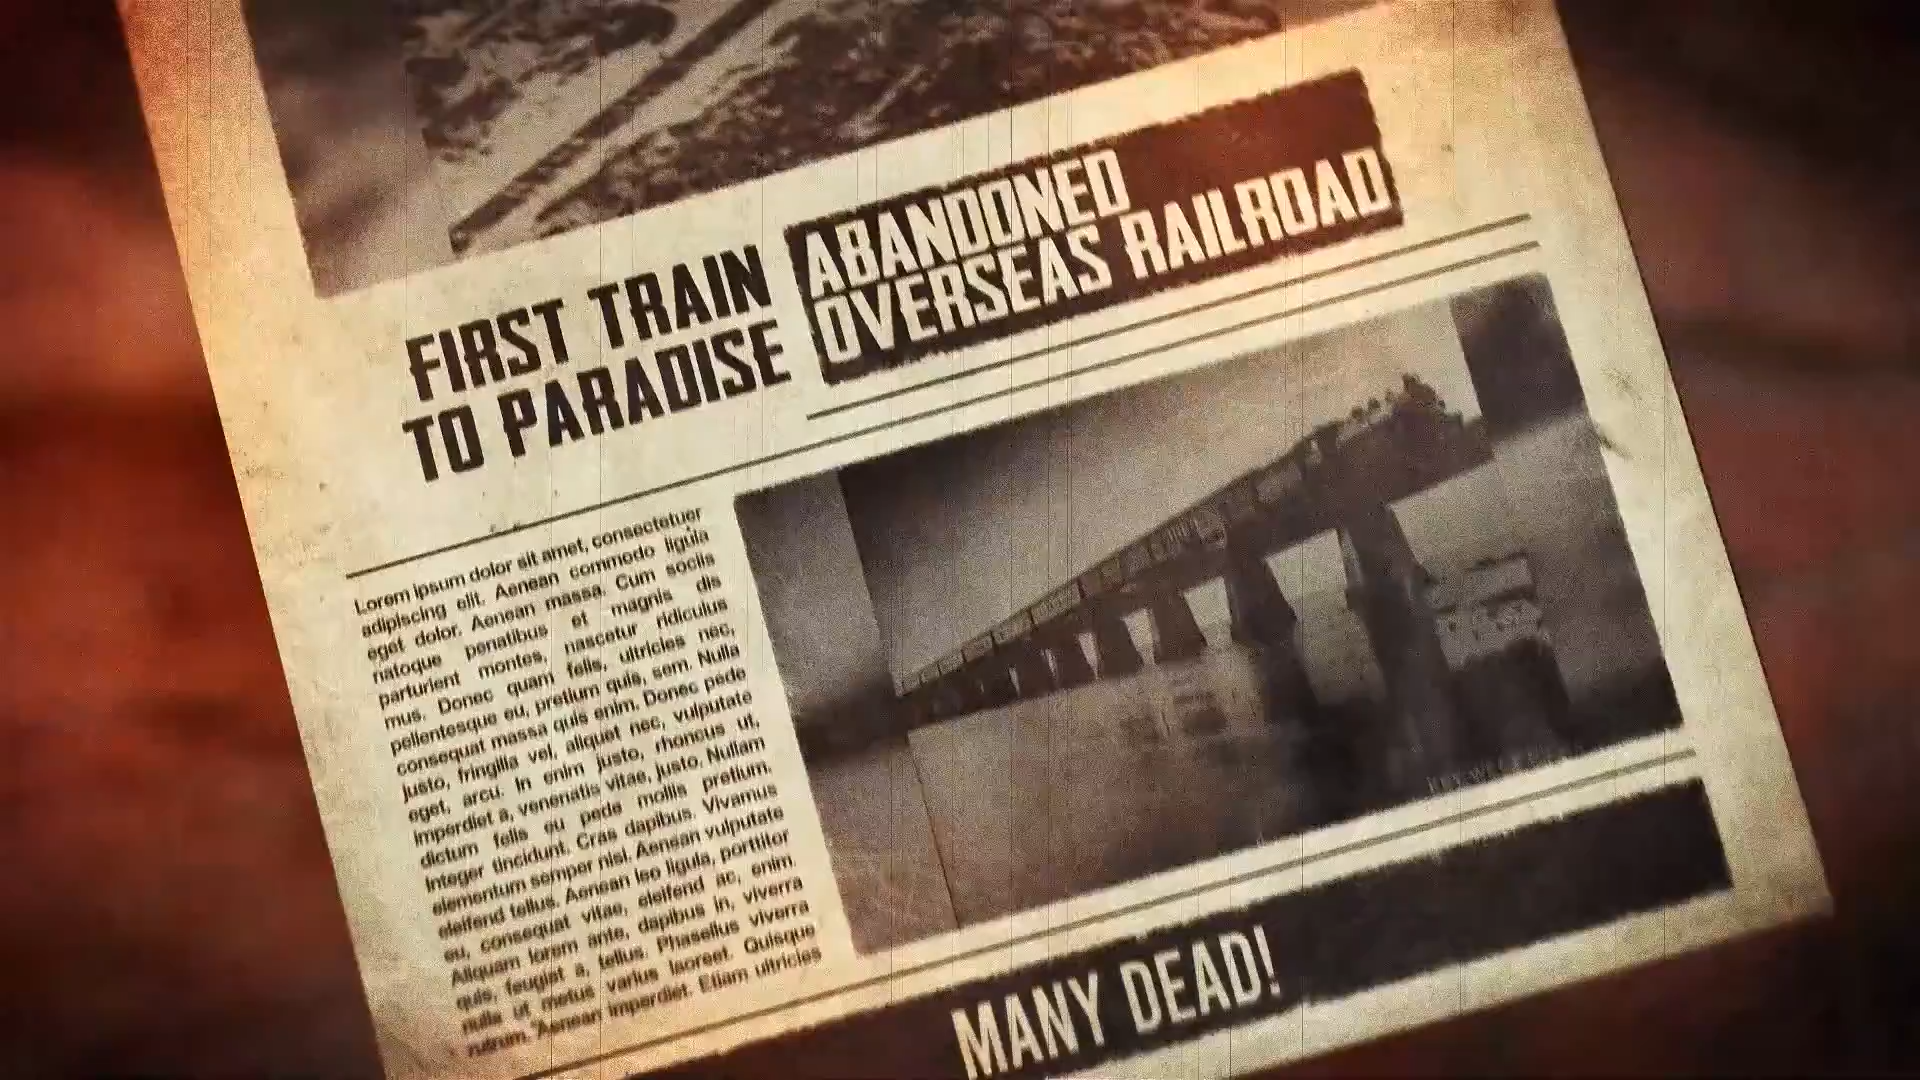 FIRST TRAIN
TO PARADISE
ABANDONED
OVERSEAS RAILROAD
Lorem ipsum dolor sit amet, consectetuer
adipiscing elit. Aenean commodo ligula
eget dolor. Aenean massa. Cum sociis
natoque penatibus et magnis dis
parturient montes, nascetur ridiculus
mus. Donec quam felis, ultricies nec,
pellentesque eu, pretium quis, sem. Nulla
consequat massa quis enim. Donec pede
justo, fringilla vel, aliquet nec, vulputate
eget, arcu. In enim justo, rhoncus ut,
imperdiet a, venenatis vitae, justo. Nullam
dictum felis eu pede mollis pretium.
Integer tincidunt. Cras dapibus. Vivamus
elementum semper nisi. Aenean vulputate
eleifend tellus. Aenean leo ligula, porttitor
eu, consequat vitae, eleifend ac, enim.
Aliquam lorem ante, dapibus in, viverra
quis, feugiat a, tellus. Phasellus viverra
nulla ut metus varius laoreet. Quisque
rutrum. Aenean imperdiet. Etiam ultricies
MANY DEAD!